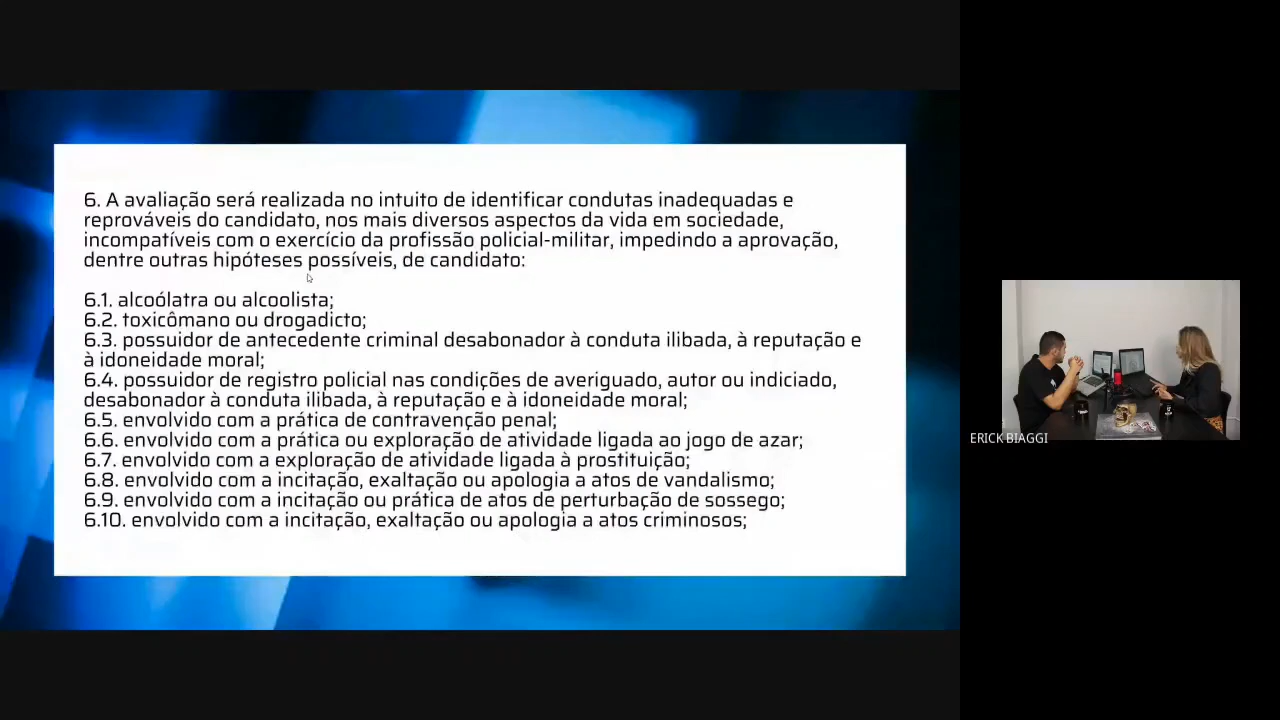 6. A avaliação será realizada no intuito de identificar condutas inadequadas e
reprováveis do candidato, nos mais diversos aspectos da vida em sociedade,
incompatíveis com o exercício da profissão policial-militar, impedindo a aprovação,
dentre outras hipóteses possíveis, de candidato:
6.1. alcoólatra ou alcoolista;
6.2. toxicômano ou drogadicto;
6.3. possuidor de antecedente criminal desabonador à conduta ilibada, à reputação e
à idoneidade moral;
6.4. possuidor de registro policial nas condições de averiguado, autor ou indiciado,
desabonador à conduta ilibada, à reputação e à idoneidade moral;
6.5. envolvido com a prática de contravenção penal;
6.6. envolvido com a prática ou exploração de atividade ligada ao jogo de azar;
6.7. envolvido com a exploração de atividade ligada à prostituição;
6.8. envolvido com a incitação, exaltação ou apologia a atos de vandalismo;
6.9. envolvido com a incitação ou prática de atos de perturbação de sossego;
6.10. envolvido com a incitação, exaltação ou apologia a atos criminosos;
ERICK BIAGGI